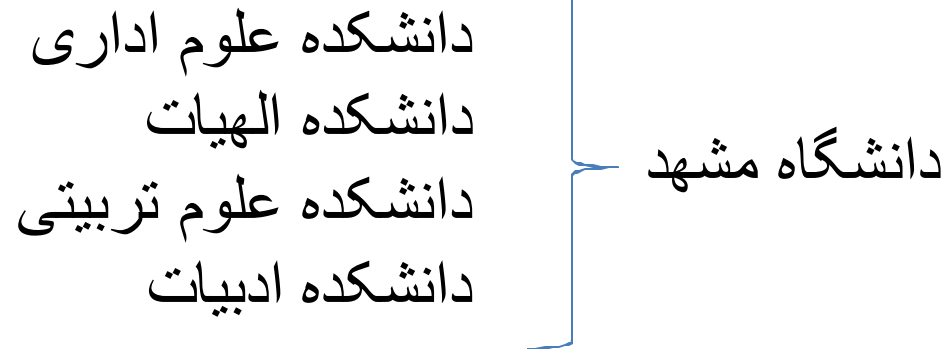 دانشگاه مشهد
دانشکده علوم اداری
دانشکده الهیات
دانشکده علوم تربیتی
دانشکده ادبیات